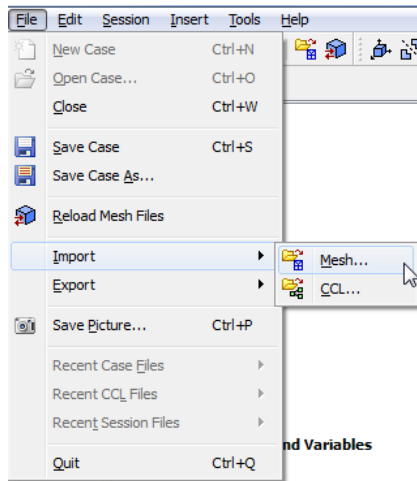 File Edit Session Insert Tools Help
New Case Ctrl+N
Open Case... Ctrl+O
Close Ctrl+W
Save Case Ctrl+S
Save Case As...
Reload Mesh Files
Import
Mesh...
Export
CCL...
Save Picture... Ctrl+P
Recent Case Files
Recent CCL Files
Recent Session Files
nd Variables
Quit Ctrl+Q